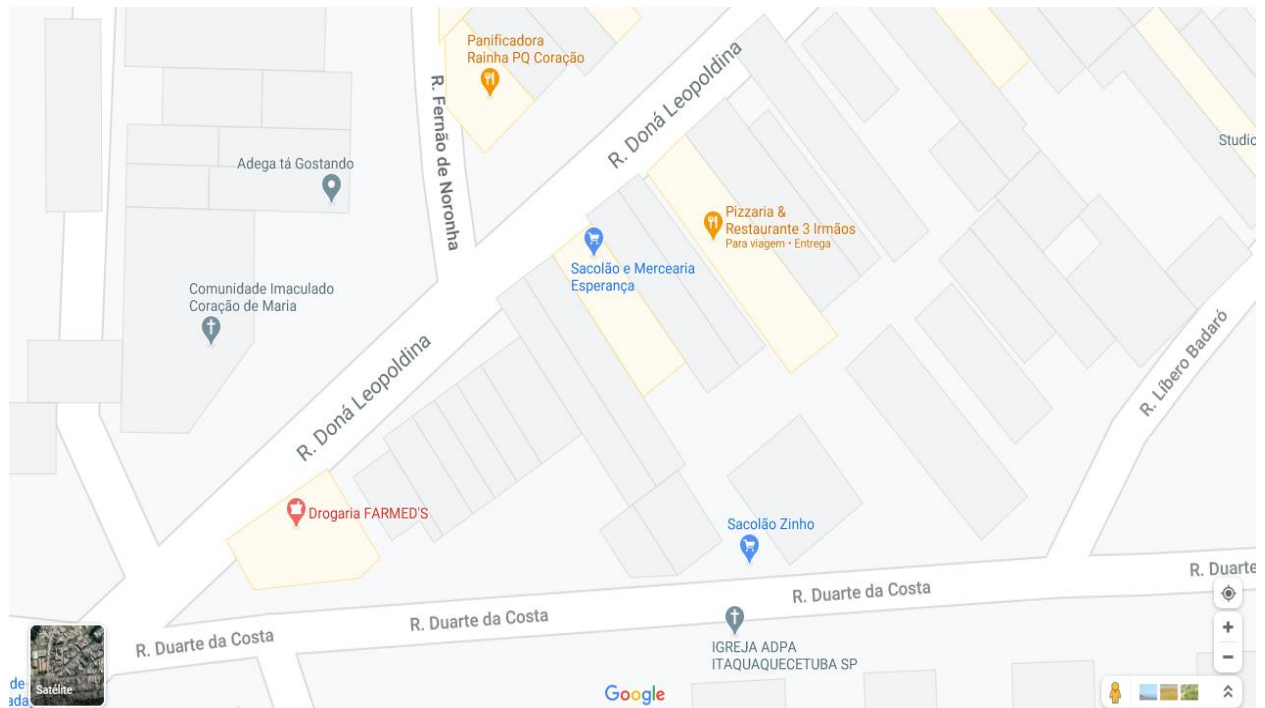 Panificadora
Rainha PQ Coração
R. Doná Leopoldina
R. Fernão de Noronha
Studio
Adega tá Gostando
Pizzaria &
Restaurante 3 Irmãos
Para viagem • Entrega
Sacolão e Mercearia
Esperança
Comunidade Imaculado
Coração de Maria
R. Líbero Badaró
R. Doná Leopoldina
Drogaria FARMED'S
Sacolão Zinho
R. Duarte
R. Duarte da Costa
R. Duarte da Costa
R. Duarte da Costa
IGREJA ADPA
ITAQUAQUECETUBA SP
de
ada
Satélite
Google